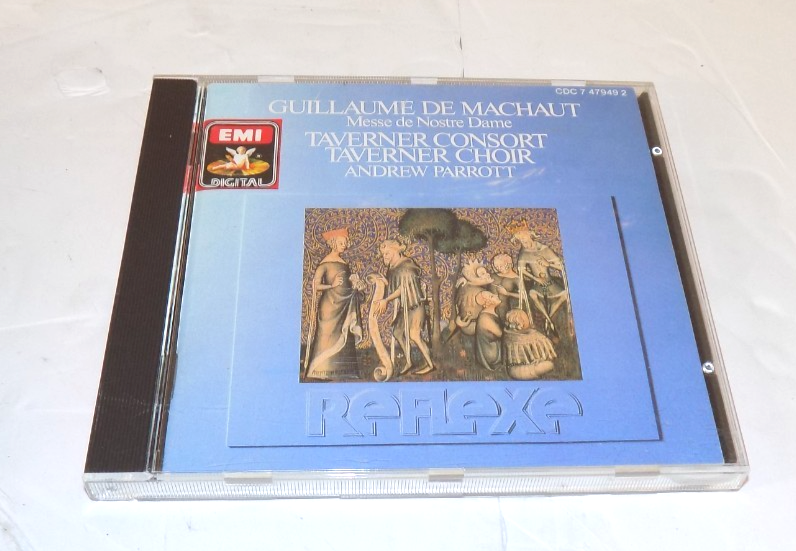 CDC 7 47949 2
GUILLAUME DE MACHAUT
Messe de Nostre Dame
TAVERNER CONSORT
TAVERNER CHOIR
ANDREW PARROTT
EMI
DIGITAL
REFLEXE